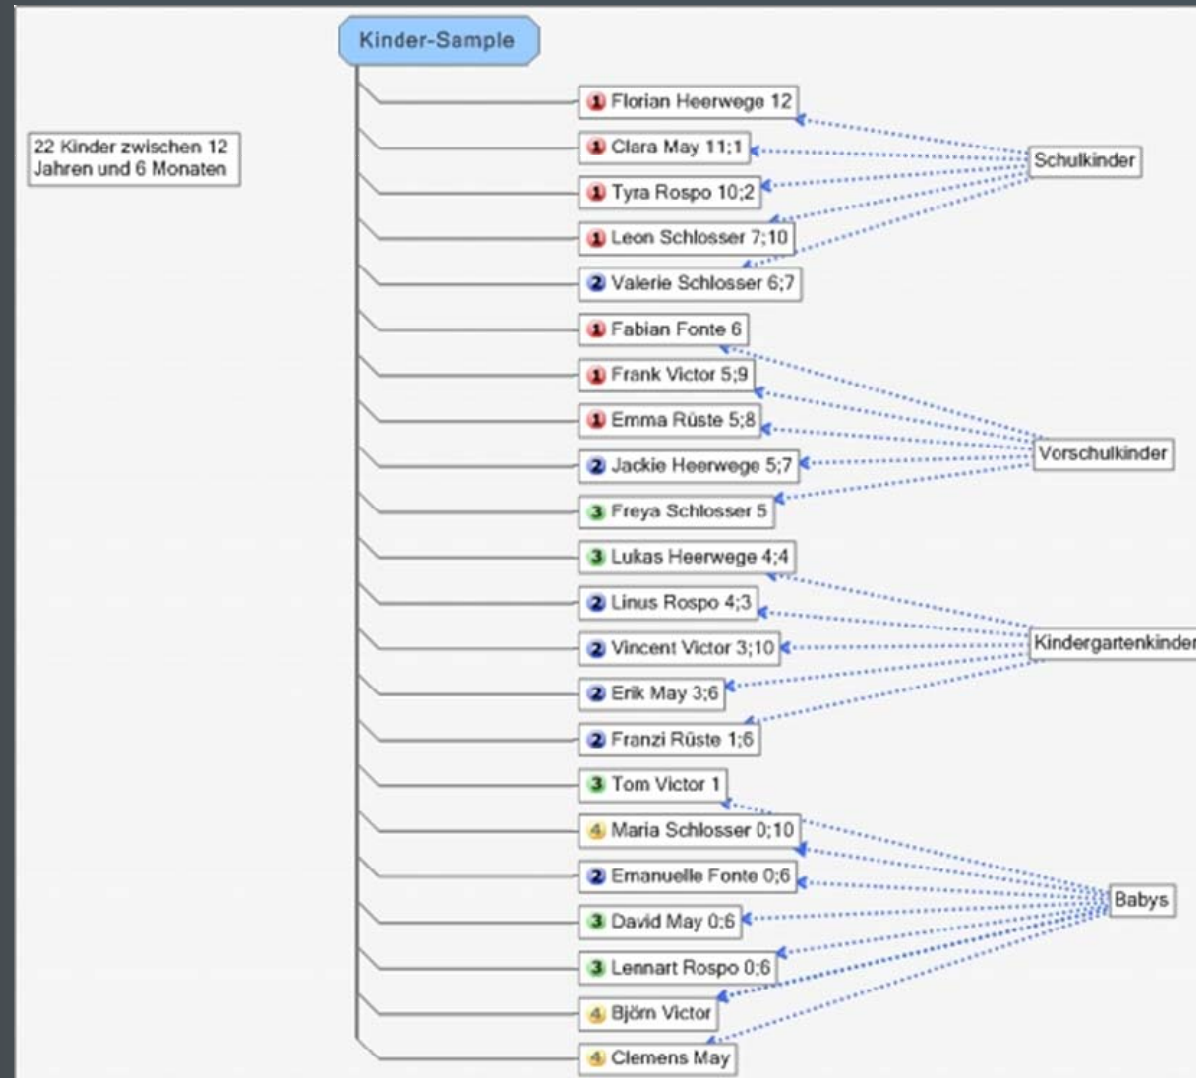 Kinder-Sample
22 Kinder zwischen 12
Jahren und 6 Monaten
1 Florian Heerwege 12
1 Clara May 11;1
1 Tyra Rospo 10;2
1 Leon Schlosser 7;10
2 Valerie Schlosser 6;7
Schulkinder
1 Fabian Fonte 6
1 Frank Victor 5;9
1 Emma Rüste 5;8
2 Jackie Heerwege 5;7
3 Freya Schlosser 5
Vorschulkinder
3 Lukas Heerwege 4;4
2 Linus Rospo 4;3
2 Vincent Victor 3;10
2 Erik May 3;6
2 Franzi Rüste 1;6
Kindergartenkinder
3 Tom Victor 1
4 Maria Schlosser 0;10
2 Emanuelle Fonte 0;6
3 David May 0:6
3 Lennart Rospo 0;6
4 Björn Victor
4 Clemens May
Babys